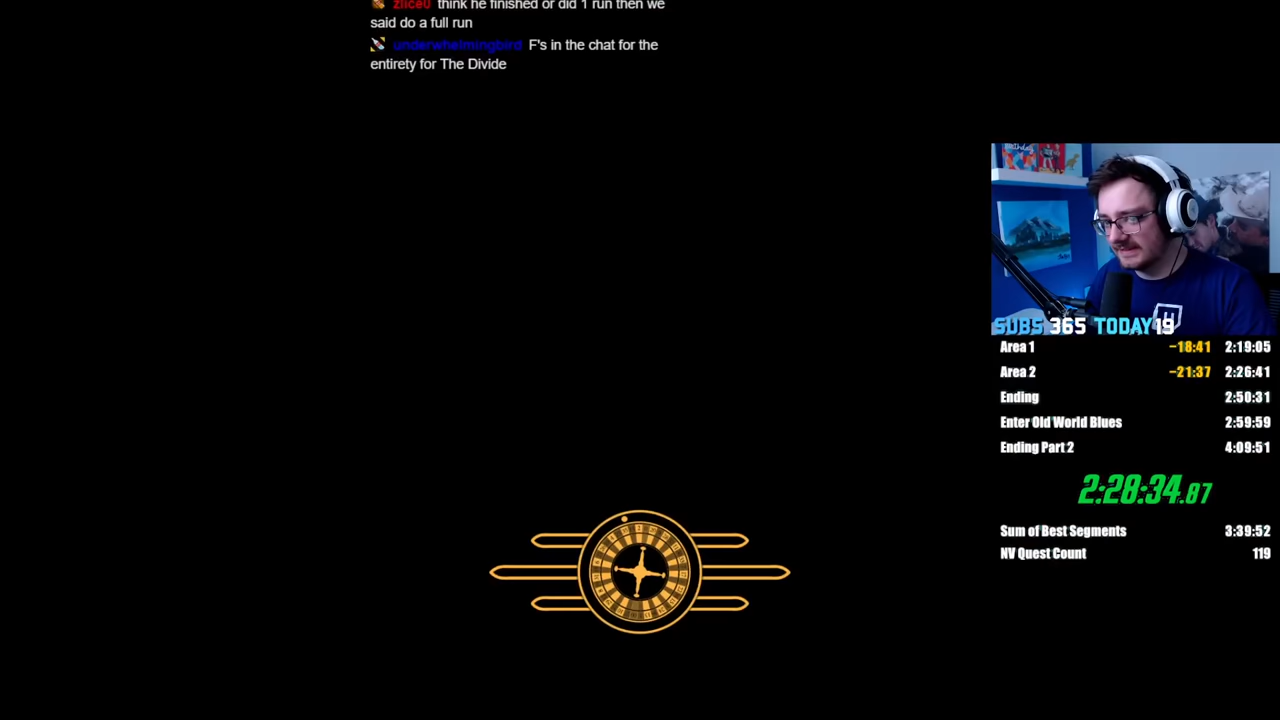 zlice0 think he finished or did 1 run then we
said do a full run
underwhelmingbird F's in the chat for the
entirety for The Divide
SUBS 365 TODAY 19
Area 1 -18:41 2:19:05
Area 2 -21:37 2:26:41
Ending 2:50:31
Enter Old World Blues 2:59:59
Ending Part 2 4:09:51
2:28:34.87
Sum of Best Segments 3:39:52
NV Quest Count 119